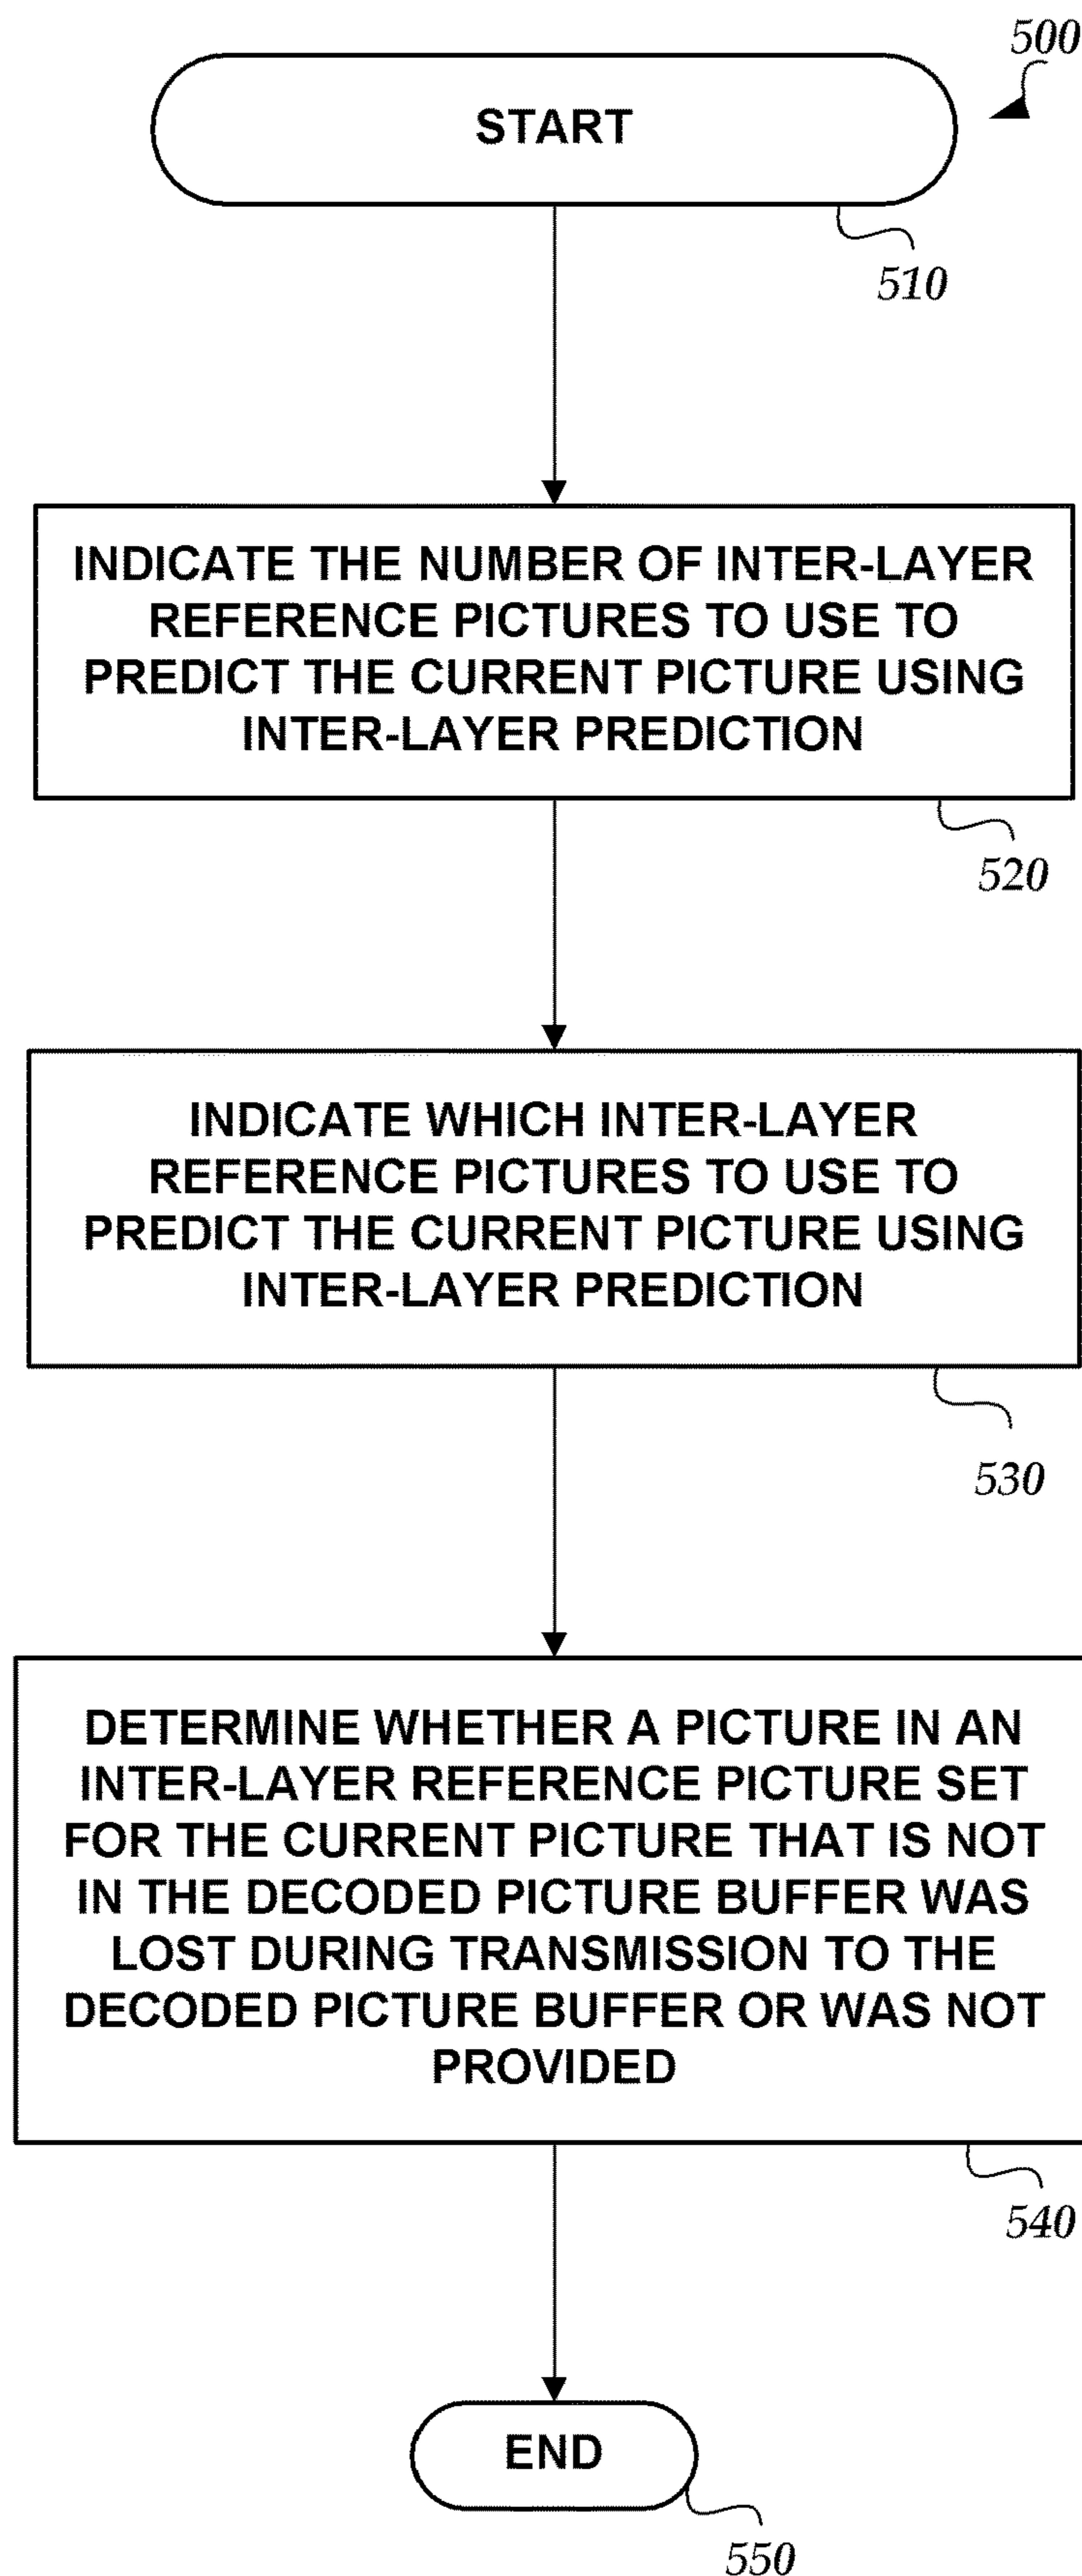 500
START
510
INDICATE THE NUMBER OF INTER-LAYER
REFERENCE PICTURES TO USE TO
PREDICT THE CURRENT PICTURE USING
INTER-LAYER PREDICTION
520
INDICATE WHICH INTER-LAYER
REFERENCE PICTURES TO USE TO
PREDICT THE CURRENT PICTURE USING
INTER-LAYER PREDICTION
530
DETERMINE WHETHER A PICTURE IN AN
INTER-LAYER REFERENCE PICTURE SET
FOR THE CURRENT PICTURE THAT IS NOT
IN THE DECODED PICTURE BUFFER WAS
LOST DURING TRANSMISSION TO THE
DECODED PICTURE BUFFER OR WAS NOT
PROVIDED
540
END
550